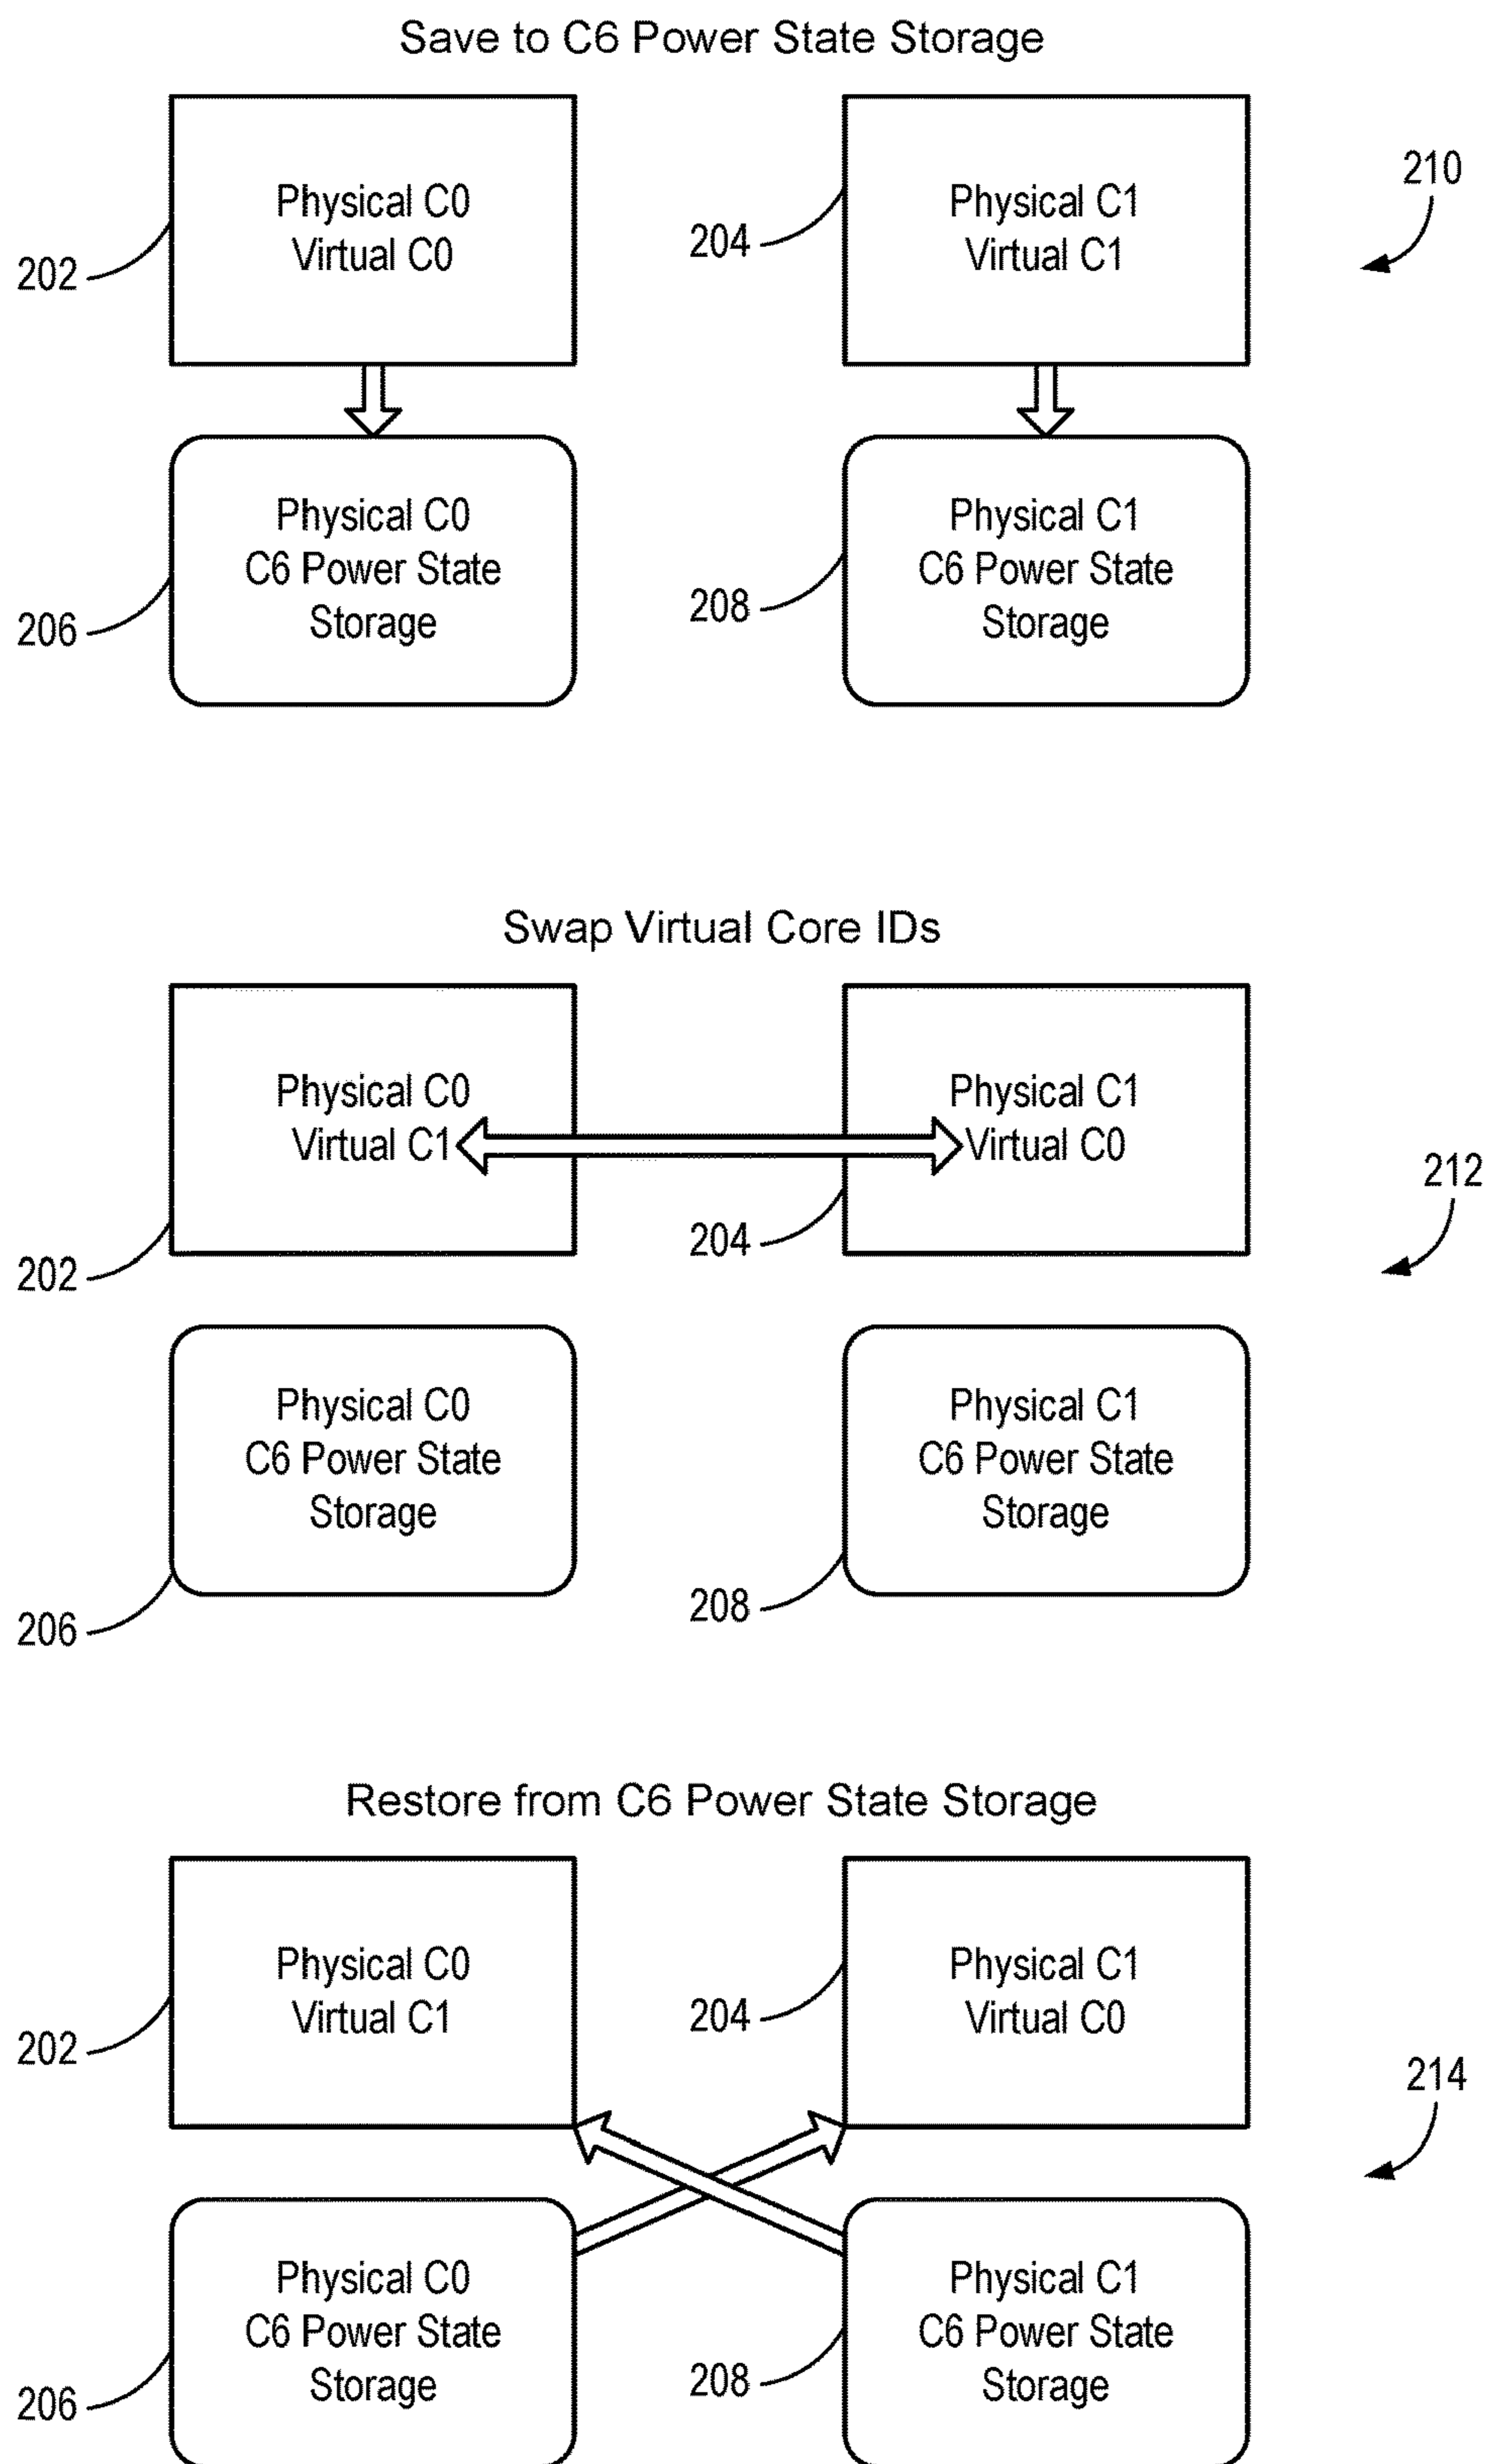 Save to C6 Power State Storage
Physical C0
Virtual C0
202
Physical C1
Virtual C1
204
210
Physical C0
C6 Power State
Storage
206
Physical C1
C6 Power State
Storage
208
Swap Virtual Core IDs
Physical C0
Virtual C1
202
Physical C1
Virtual C0
204
212
Physical C0
C6 Power State
Storage
206
Physical C1
C6 Power State
Storage
208
Restore from C6 Power State Storage
Physical C0
Virtual C1
202
Physical C1
Virtual C0
204
214
Physical C0
C6 Power State
Storage
206
Physical C1
C6 Power State
Storage
208